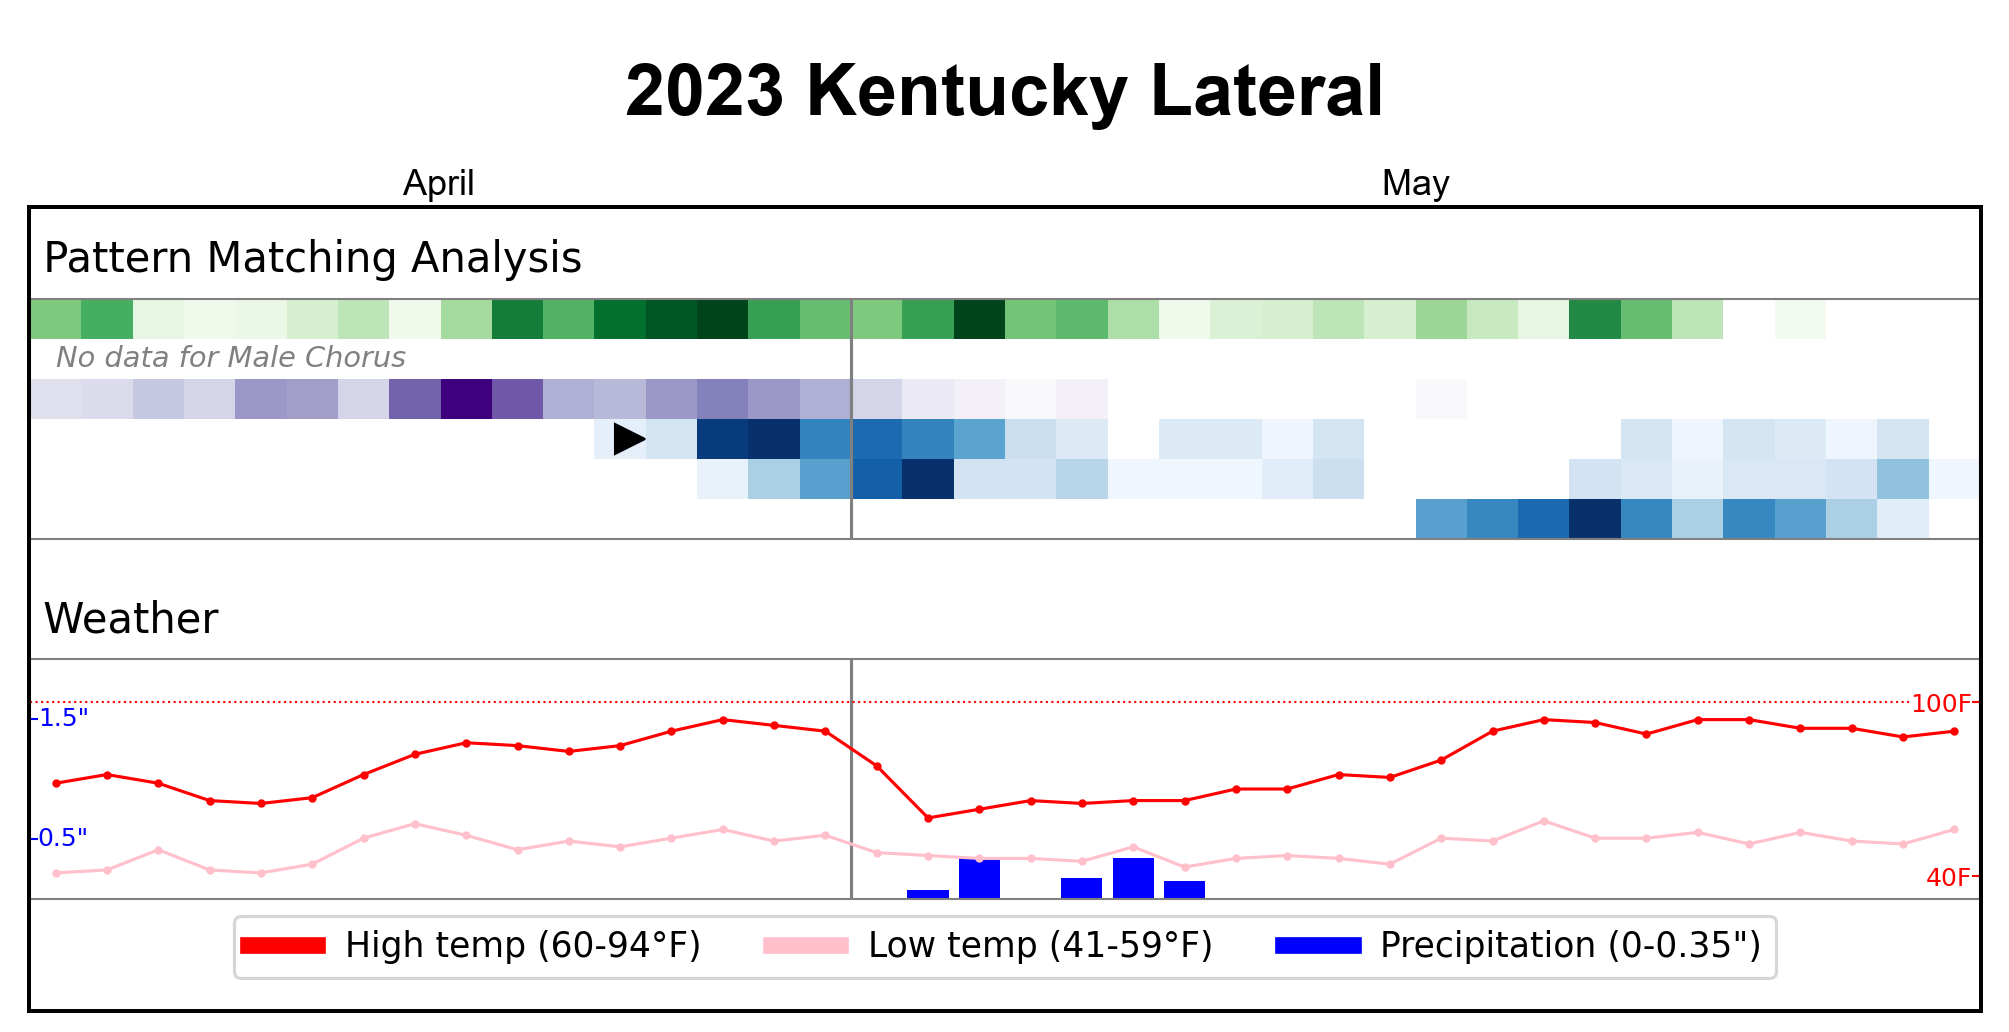 2023 Kentucky Lateral
April May
Pattern Matching Analysis
No data for Male Chorus
Weather
1.5" 100F
0.5" 40F
High temp (60-94°F) Low temp (41-59°F) Precipitation (0-0.35")